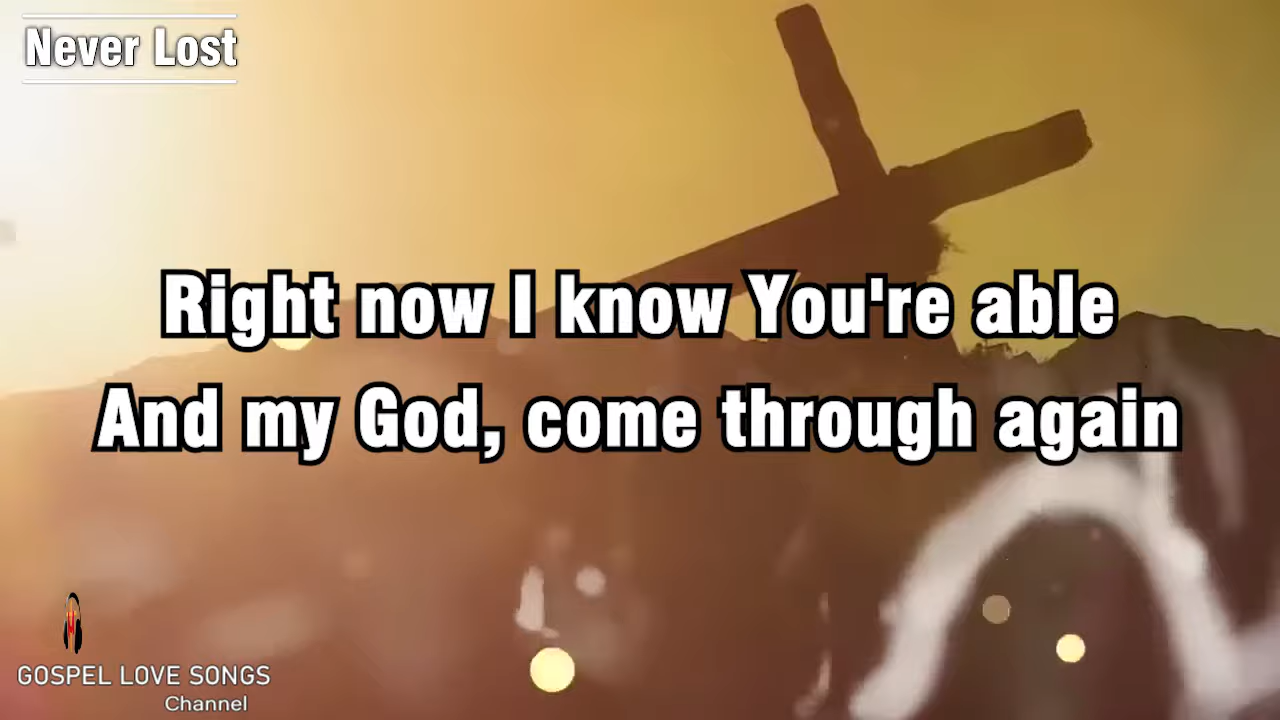 Never Lost
Right now I know You're able
And my God, come through again
GOSPEL LOVE SONGS
Channel